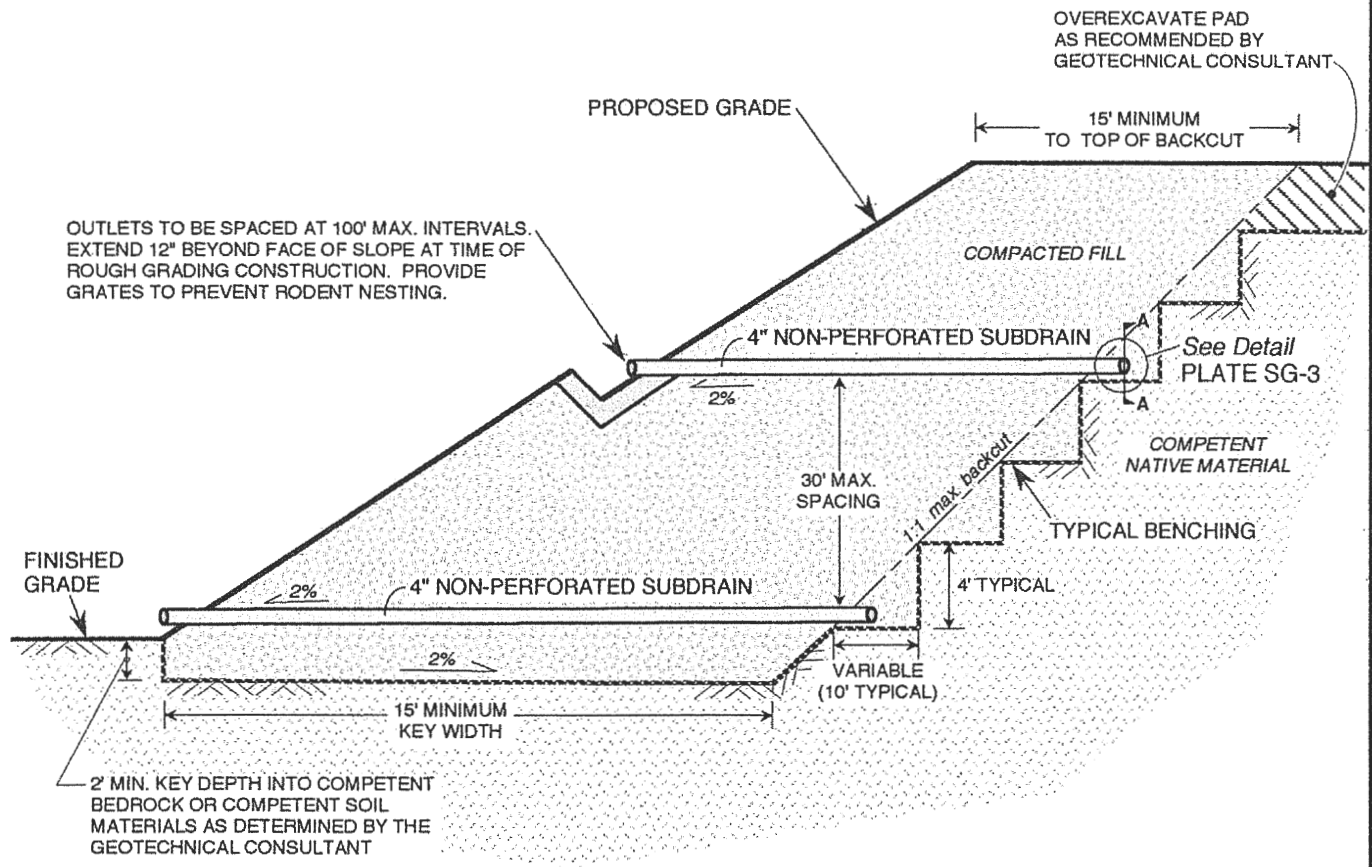 OVEREXCAVATE PAD
AS RECOMMENDED BY
GEOTECHNICAL CONSULTANT
PROPOSED GRADE
15' MINIMUM
TO TOP OF BACKCUT
OUTLETS TO BE SPACED AT 100' MAX. INTERVALS.
EXTEND 12" BEYOND FACE OF SLOPE AT TIME OF
ROUGH GRADING CONSTRUCTION. PROVIDE
GRATES TO PREVENT RODENT NESTING.
COMPACTED FILL
4" NON-PERFORATED SUBDRAIN
2%
A
A
See Detail
PLATE SG-3
COMPETENT
NATIVE MATERIAL
30' MAX.
SPACING
1:1 max. backcut
TYPICAL BENCHING
FINISHED
GRADE
2%
4" NON-PERFORATED SUBDRAIN
4' TYPICAL
2%
VARIABLE
(10' TYPICAL)
15' MINIMUM
KEY WIDTH
2' MIN. KEY DEPTH INTO COMPETENT
BEDROCK OR COMPETENT SOIL
MATERIALS AS DETERMINED BY THE
GEOTECHNICAL CONSULTANT